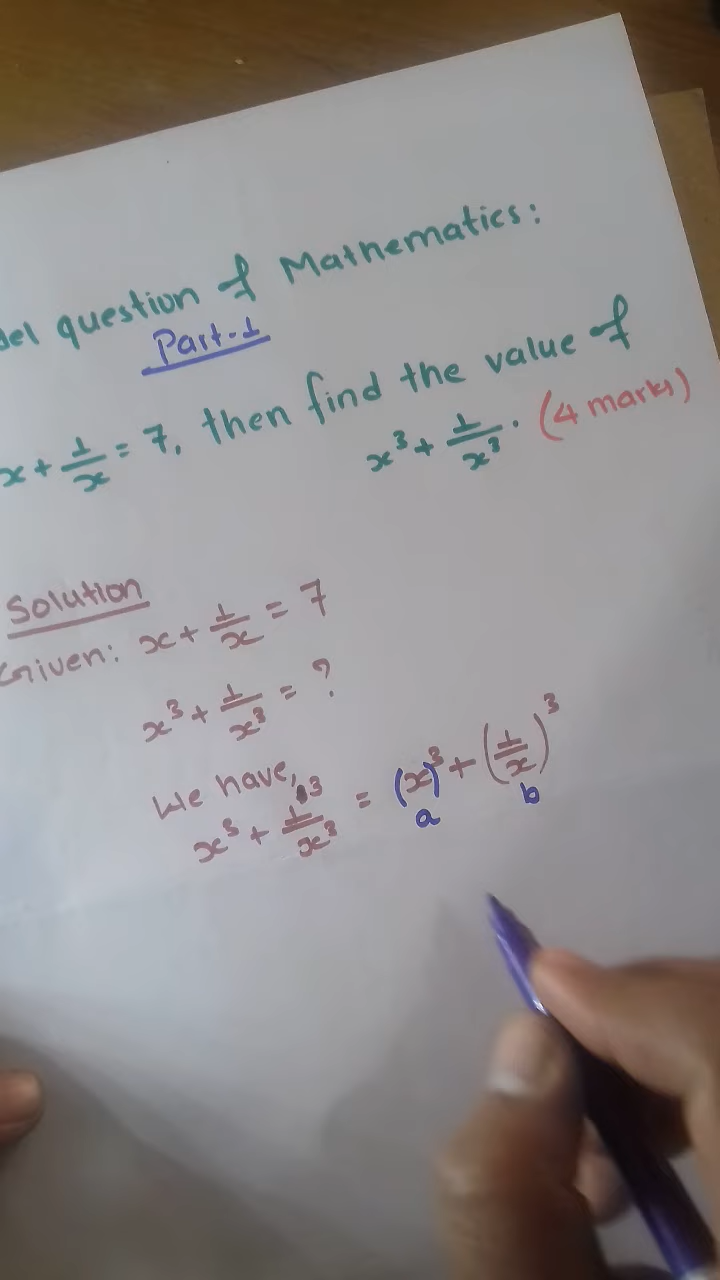 del question of Mathematics:
Part-1
x + 1/x = 7, then find the value of
x³ + 1/x³. (4 marks)
Solution
Given: x + 1/x = 7
x³ + 1/x³ = ?
We have,
x³ + 1³/x³ = (x)³ + (1/x)³
a b